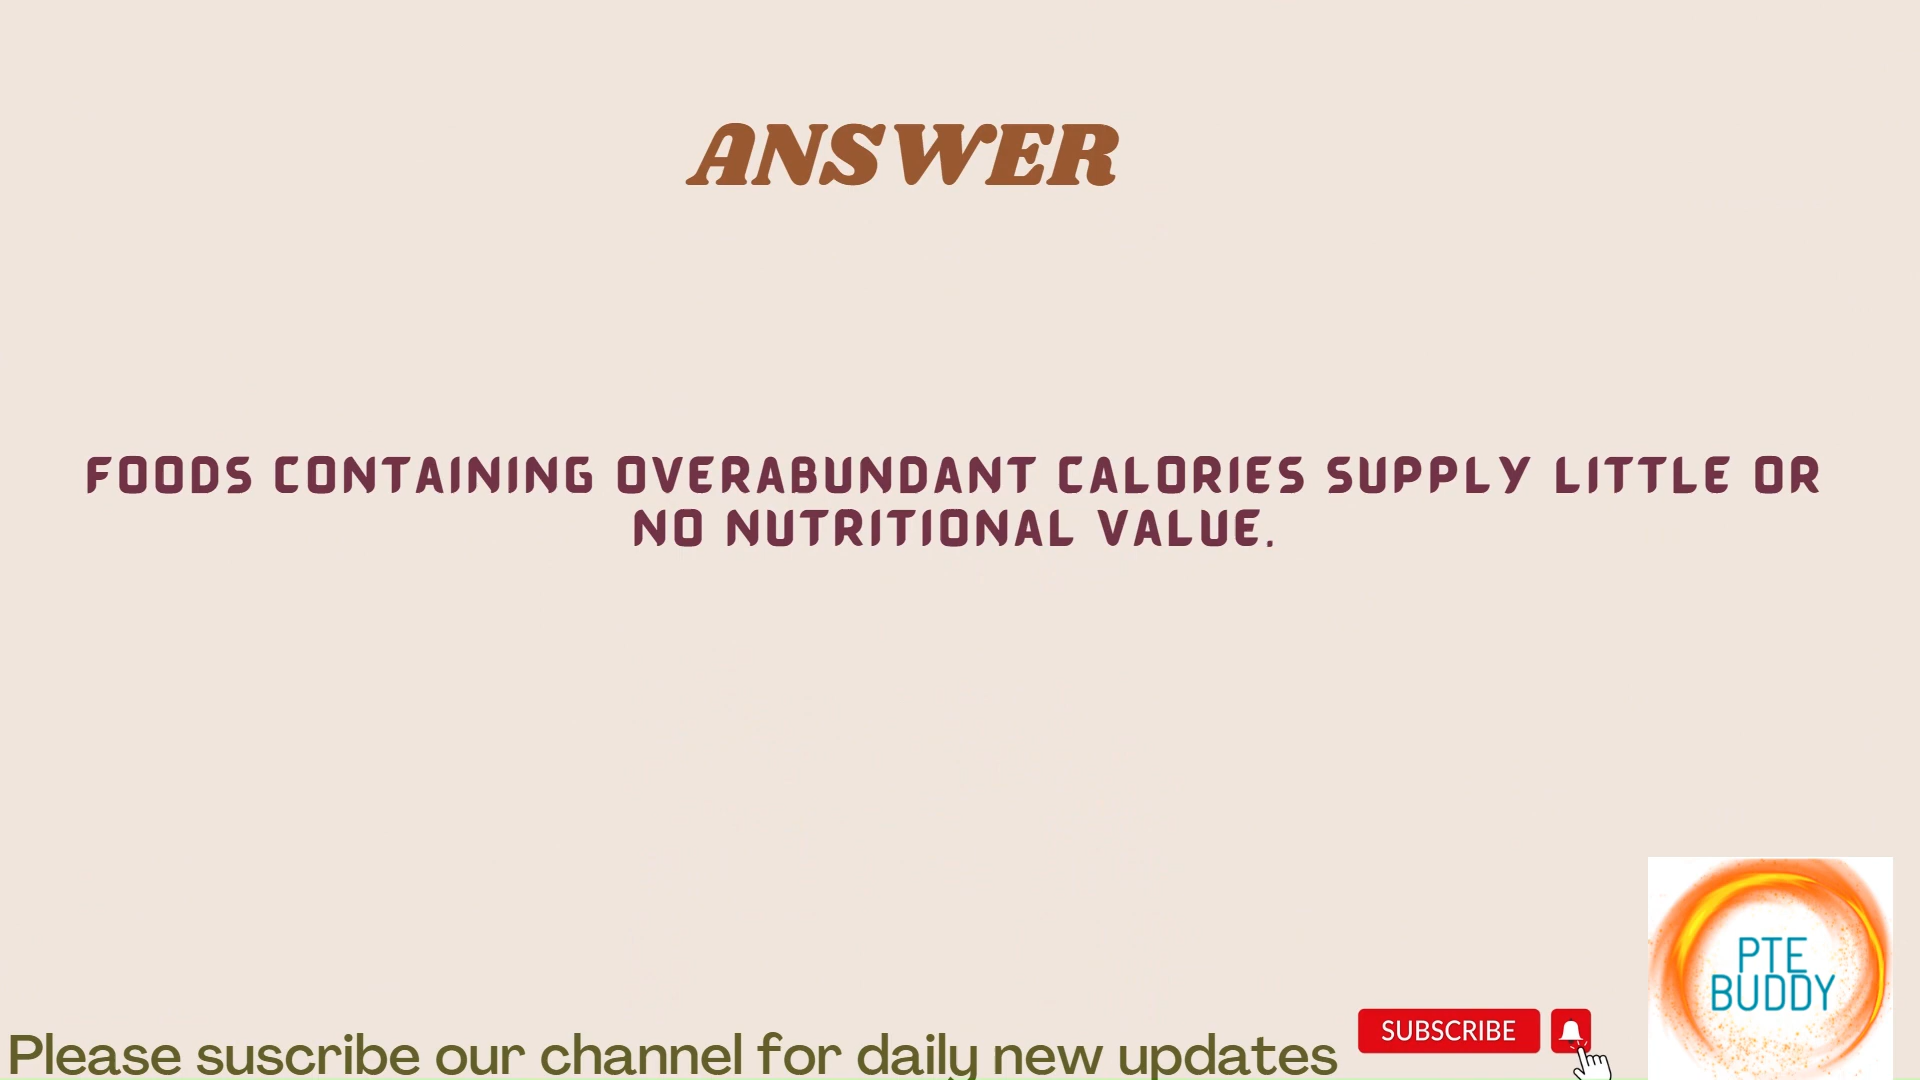 ANSWER
FOODS CONTAINING OVERABUNDANT CALORIES SUPPLY LITTLE OR
NO NUTRITIONAL VALUE.
PTE
BUDDY
SUBSCRIBE
Please suscribe our channel for daily new updates